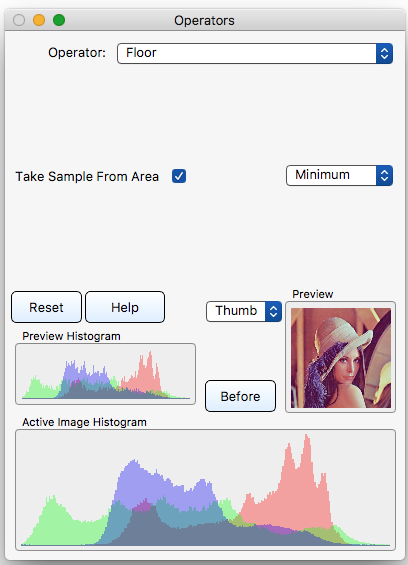 Operators
Operator: Floor
Take Sample From Area Minimum
Preview
Reset Help Thumb
Preview Histogram
Before
Active Image Histogram